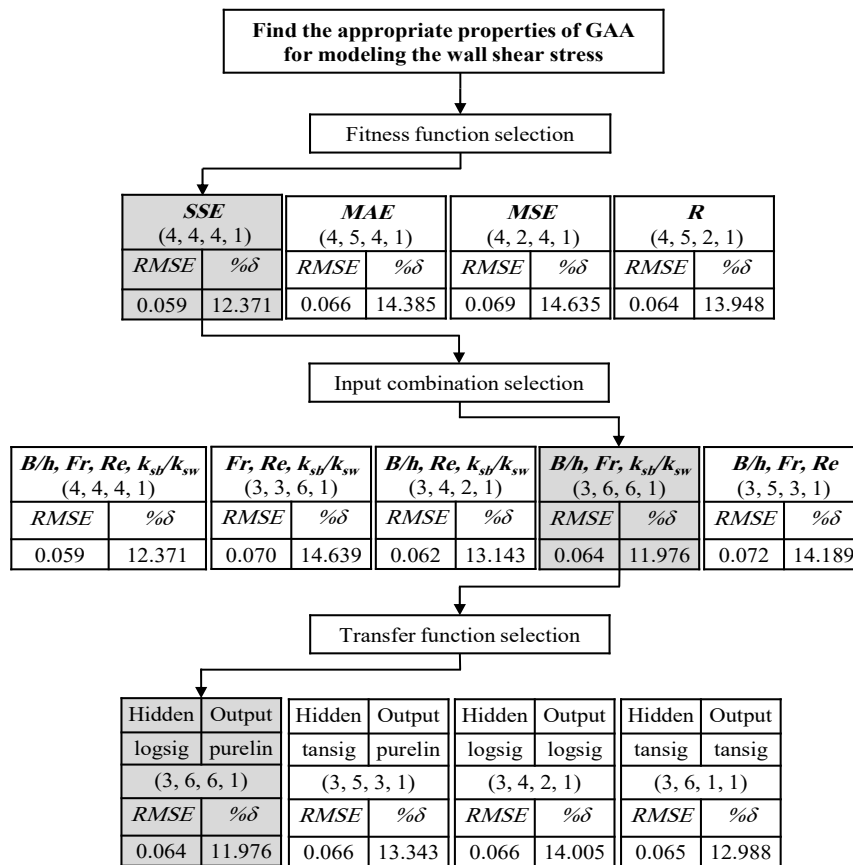 Find the appropriate properties of GAA
for modeling the wall shear stress
Fitness function selection
SSE MAE MSE R
(4, 4, 4, 1) (4, 5, 4, 1) (4, 2, 4, 1) (4, 5, 2, 1)
RMSE %δ RMSE %δ RMSE %δ RMSE %δ
0.059 12.371 0.066 14.385 0.069 14.635 0.064 13.948
Input combination selection
B/h, Fr, Re, k_sb/k_sw Fr, Re, k_sb/k_sw B/h, Re, k_sb/k_sw B/h, Fr, k_sb/k_sw B/h, Fr, Re
(4, 4, 4, 1) (3, 3, 6, 1) (3, 4, 2, 1) (3, 6, 6, 1) (3, 5, 3, 1)
RMSE %δ RMSE %δ RMSE %δ RMSE %δ RMSE %δ
0.059 12.371 0.070 14.639 0.062 13.143 0.064 11.976 0.072 14.189
Transfer function selection
Hidden Output Hidden Output Hidden Output Hidden Output
logsig purelin tansig purelin logsig logsig tansig tansig
(3, 6, 6, 1) (3, 5, 3, 1) (3, 4, 2, 1) (3, 6, 1, 1)
RMSE %δ RMSE %δ RMSE %δ RMSE %δ
0.064 11.976 0.066 13.343 0.066 14.005 0.065 12.988